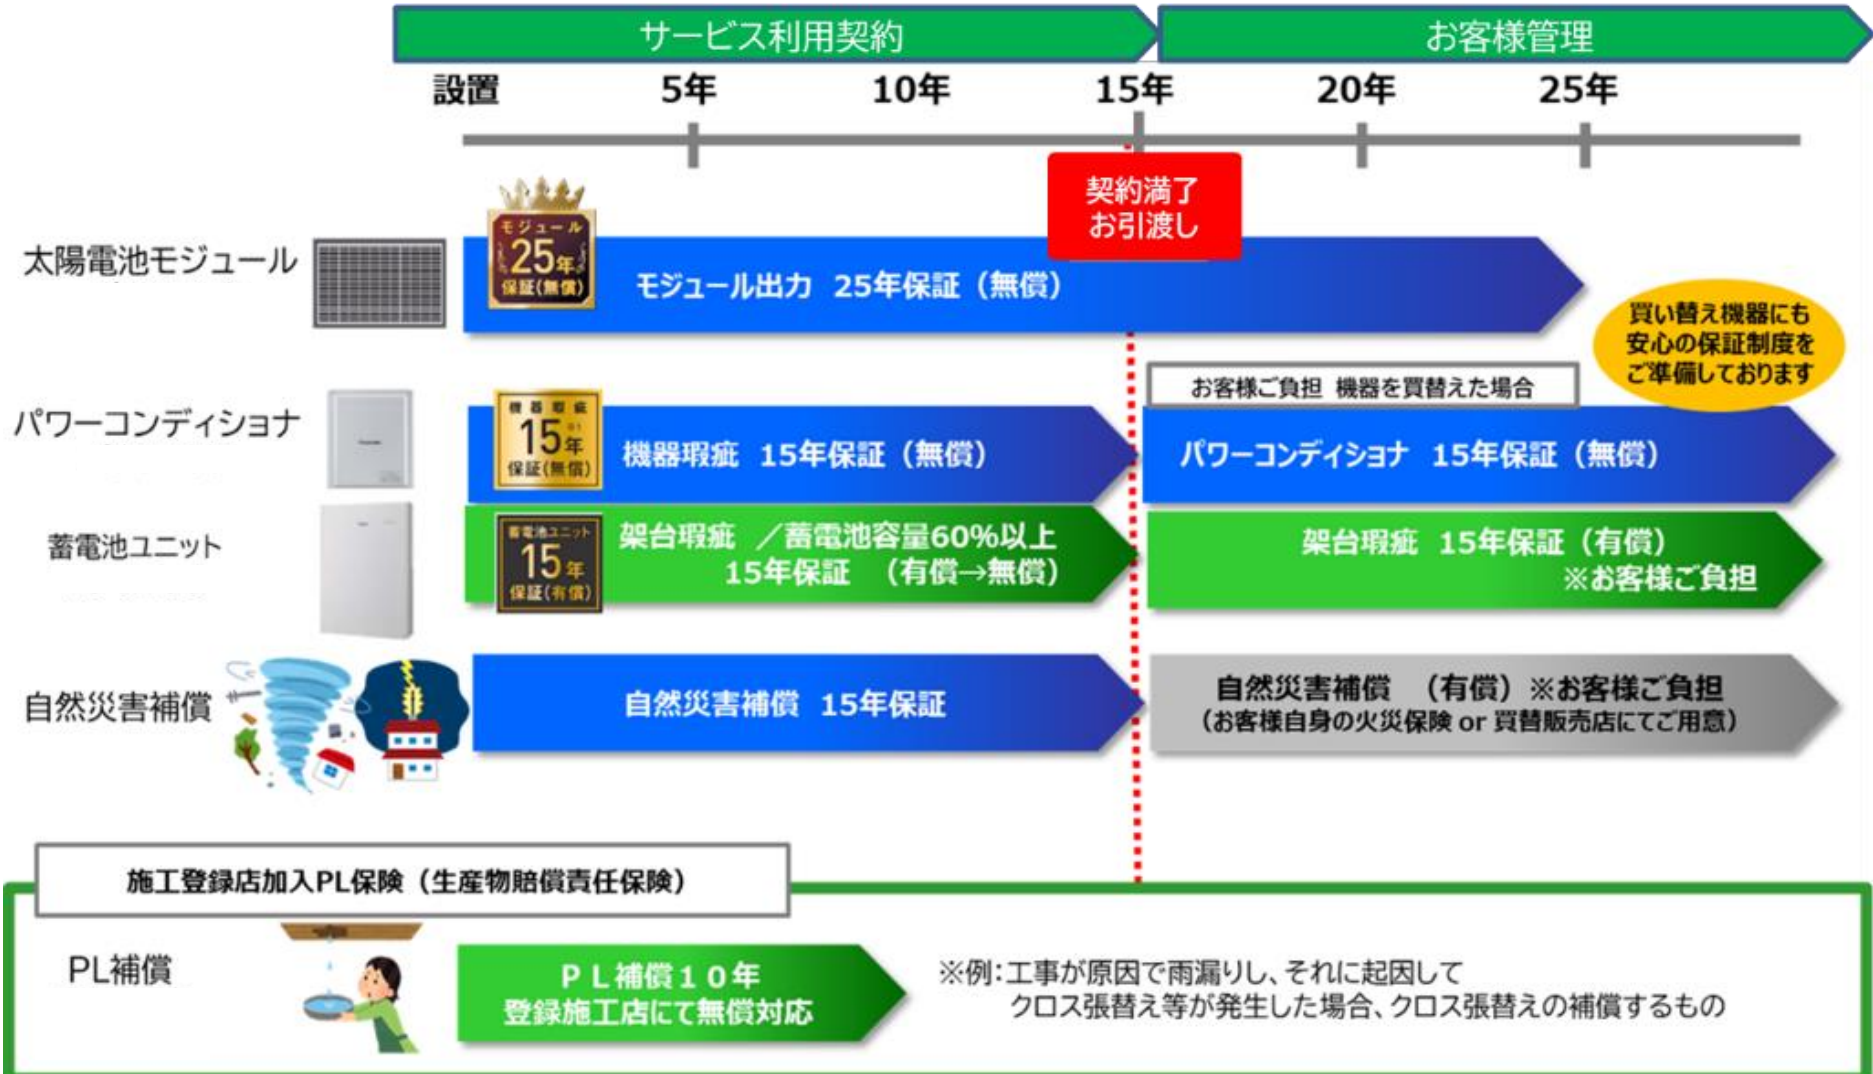 サービス利用契約
お客様管理
設置
5年
10年
15年
20年
25年
契約満了
お引渡し
太陽電池モジュール
モジュール
25年
保証(無償)
モジュール出力 25年保証(無償)
買い替え機器にも
安心の保証制度を
ご準備しております
お客様ご負担 機器を買替えた場合
パワーコンディショナ
機器瑕疵
15年※1
保証(無償)
機器瑕疵 15年保証(無償)
パワーコンディショナ 15年保証(無償)
蓄電池ユニット
蓄電池ユニット
15年
保証(有償)
架台瑕疵 /蓄電池容量60%以上
15年保証 (有償→無償)
架台瑕疵 15年保証(有償)
※お客様ご負担
自然災害補償
自然災害補償 15年保証
自然災害補償 (有償)※お客様ご負担
(お客様自身の火災保険 or 買替販売店にてご用意)
施工登録店加入PL保険(生産物賠償責任保険)
PL補償
PL補償10年
登録施工店にて無償対応
※例:工事が原因で雨漏りし、それに起因して
クロス張替え等が発生した場合、クロス張替えの補償するもの